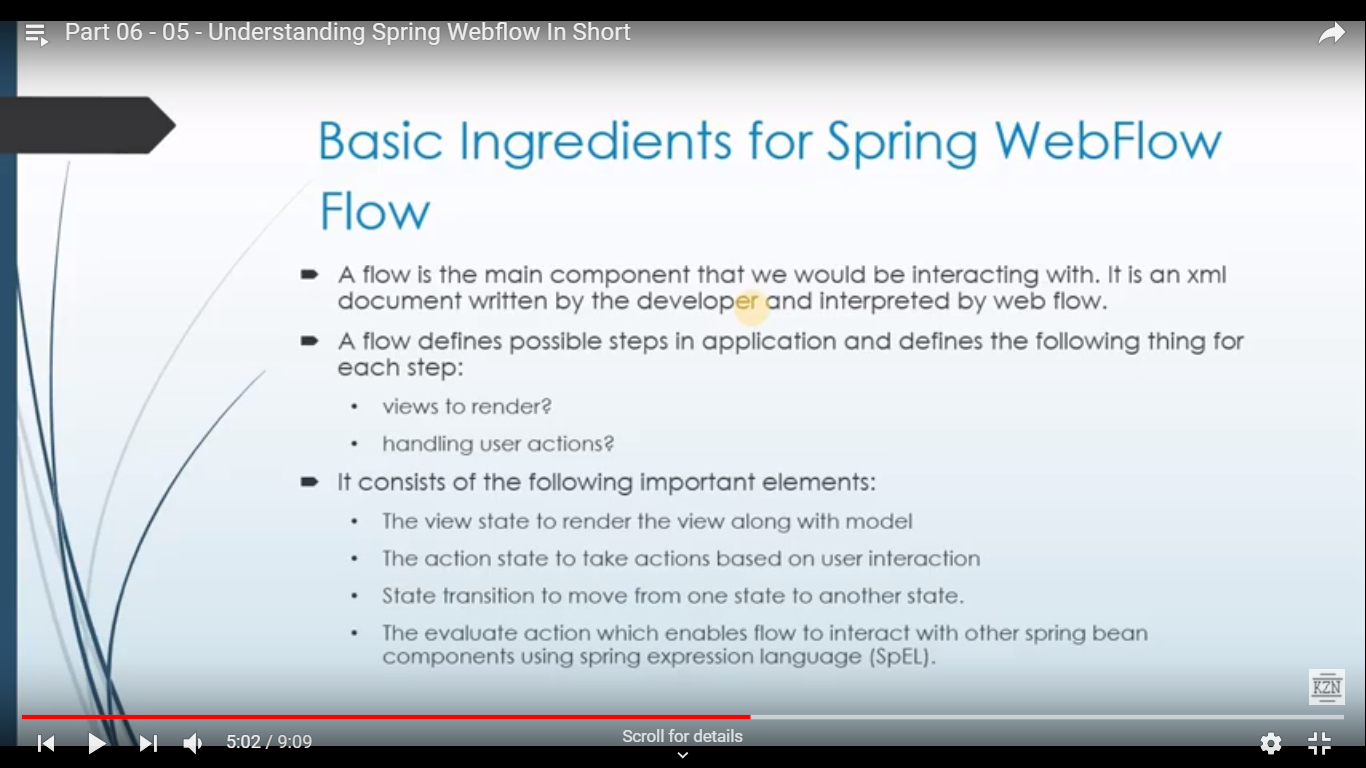 Part 06 - 05 - Understanding Spring Webflow In Short
Basic Ingredients for Spring WebFlow
Flow
A flow is the main component that we would be interacting with. It is an xml
document written by the developer and interpreted by web flow.
A flow defines possible steps in application and defines the following thing for
each step:
• views to render?
• handling user actions?
It consists of the following important elements:
• The view state to render the view along with model
• The action state to take actions based on user interaction
• State transition to move from one state to another state.
• The evaluate action which enables flow to interact with other spring bean
components using spring expression language (SpEL).
KZN
5:02 / 9:09
Scroll for details